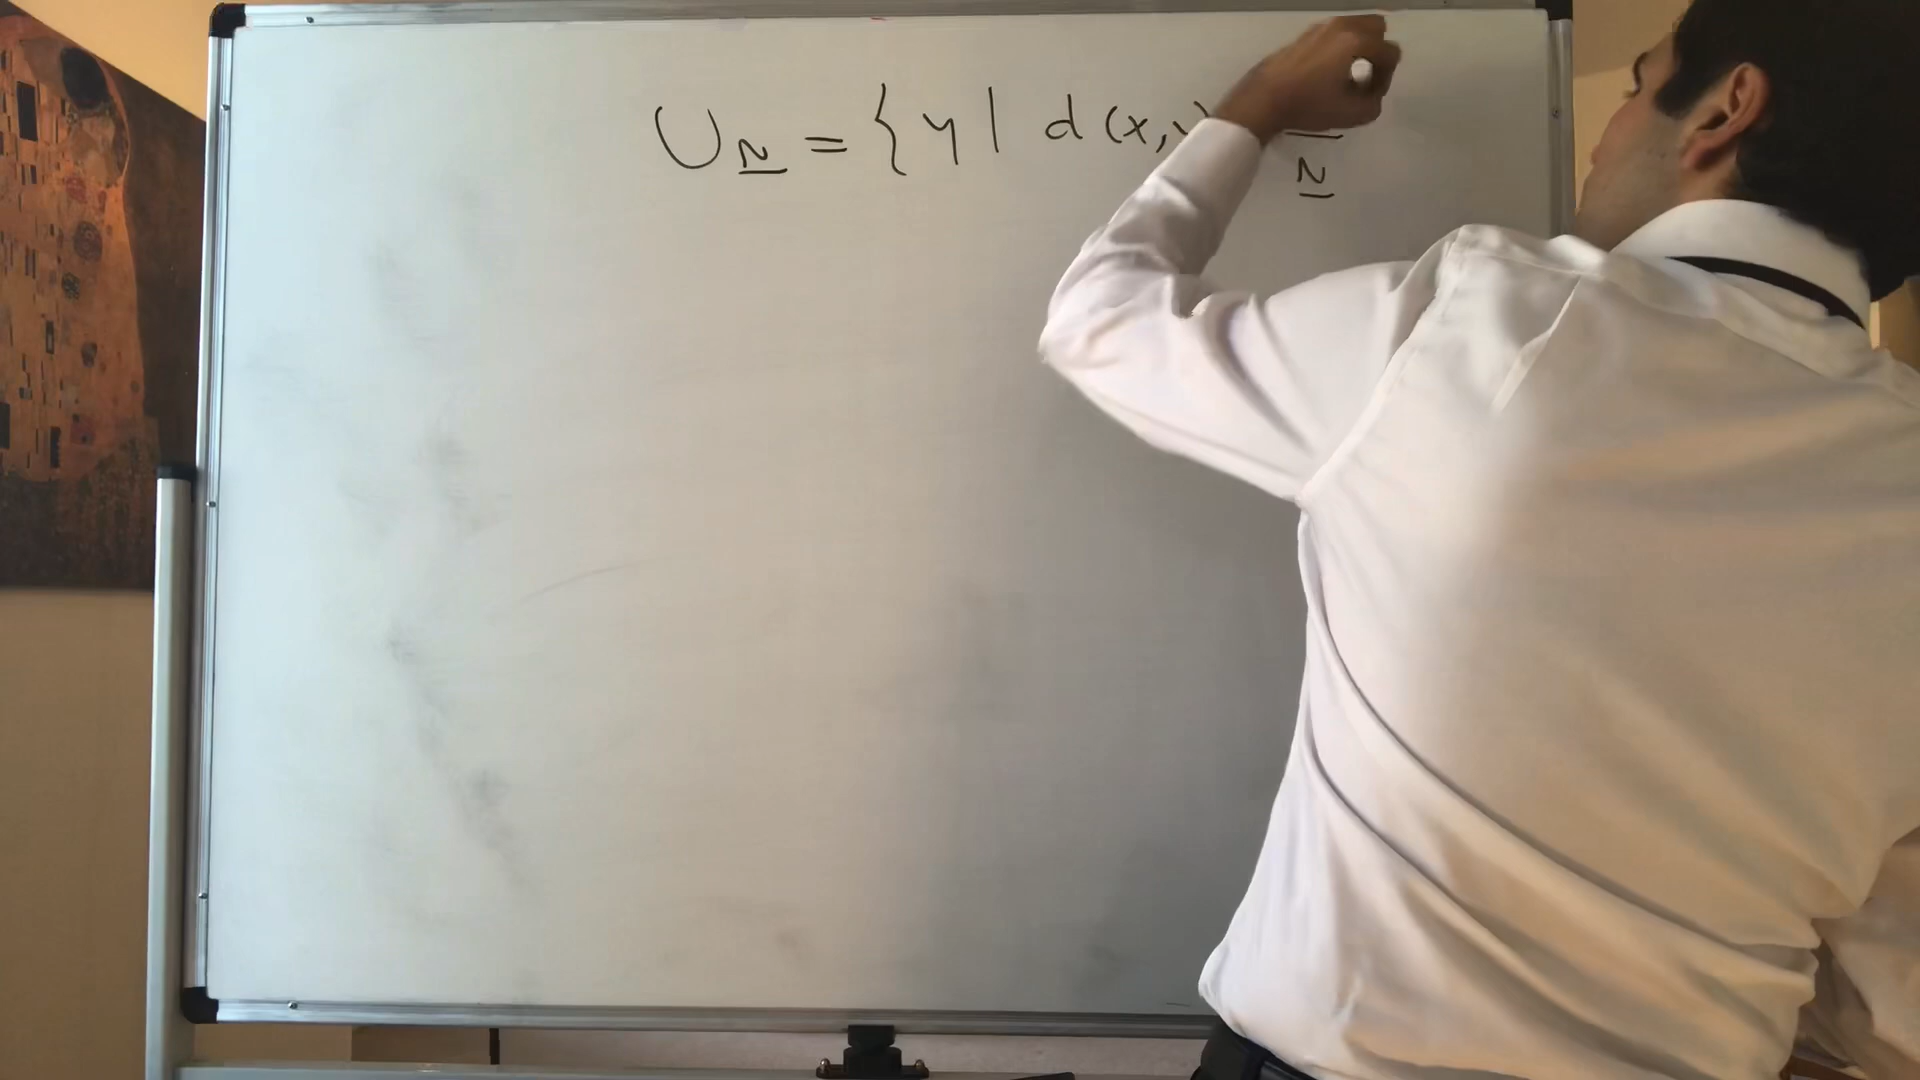 U_N = { y | d(x,y) — N